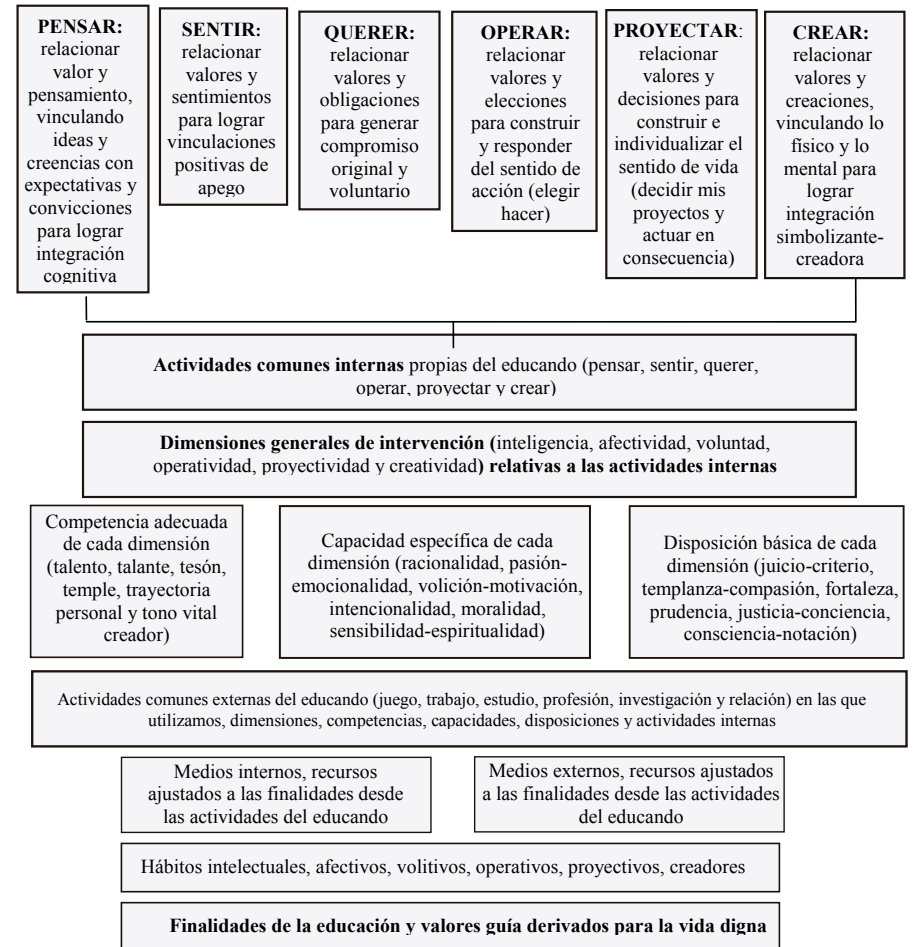 PENSAR:
relacionar
valor y
pensamiento,
vinculando
ideas y
creencias con
expectativas y
convicciones
para lograr
integración
cognitiva
SENTIR:
relacionar
valores y
sentimientos
para lograr
vinculaciones
positivas de
apego
QUERER:
relacionar
valores y
obligaciones
para generar
compromiso
original y
voluntario
OPERAR:
relacionar
valores y
elecciones
para construir
y responder
del sentido de
acción (elegir
hacer)
PROYECTAR:
relacionar
valores y
decisiones para
construir e
individualizar el
sentido de vida
(decidir mis
proyectos y
actuar en
consecuencia)
CREAR:
relacionar
valores y
creaciones,
vinculando lo
físico y lo
mental para
lograr
integración
simbolizante-
creadora
Actividades comunes internas propias del educando (pensar, sentir, querer,
operar, proyectar y crear)
Dimensiones generales de intervención (inteligencia, afectividad, voluntad,
operatividad, proyectividad y creatividad) relativas a las actividades internas
Competencia adecuada
de cada dimensión
(talento, talante, tesón,
temple, trayectoria
personal y tono vital
creador)
Capacidad específica de cada
dimensión (racionalidad, pasión-
emocionalidad, volición-motivación,
intencionalidad, moralidad,
sensibilidad-espiritualidad)
Disposición básica de cada
dimensión (juicio-criterio,
templanza-compasión, fortaleza,
prudencia, justicia-conciencia,
consciencia-notación)
Actividades comunes externas del educando (juego, trabajo, estudio, profesión, investigación y relación) en las que
utilizamos, dimensiones, competencias, capacidades, disposiciones y actividades internas
Medios internos, recursos
ajustados a las finalidades desde
las actividades del educando
Medios externos, recursos ajustados
a las finalidades desde las actividades
del educando
Hábitos intelectuales, afectivos, volitivos, operativos, proyectivos, creadores
Finalidades de la educación y valores guía derivados para la vida digna